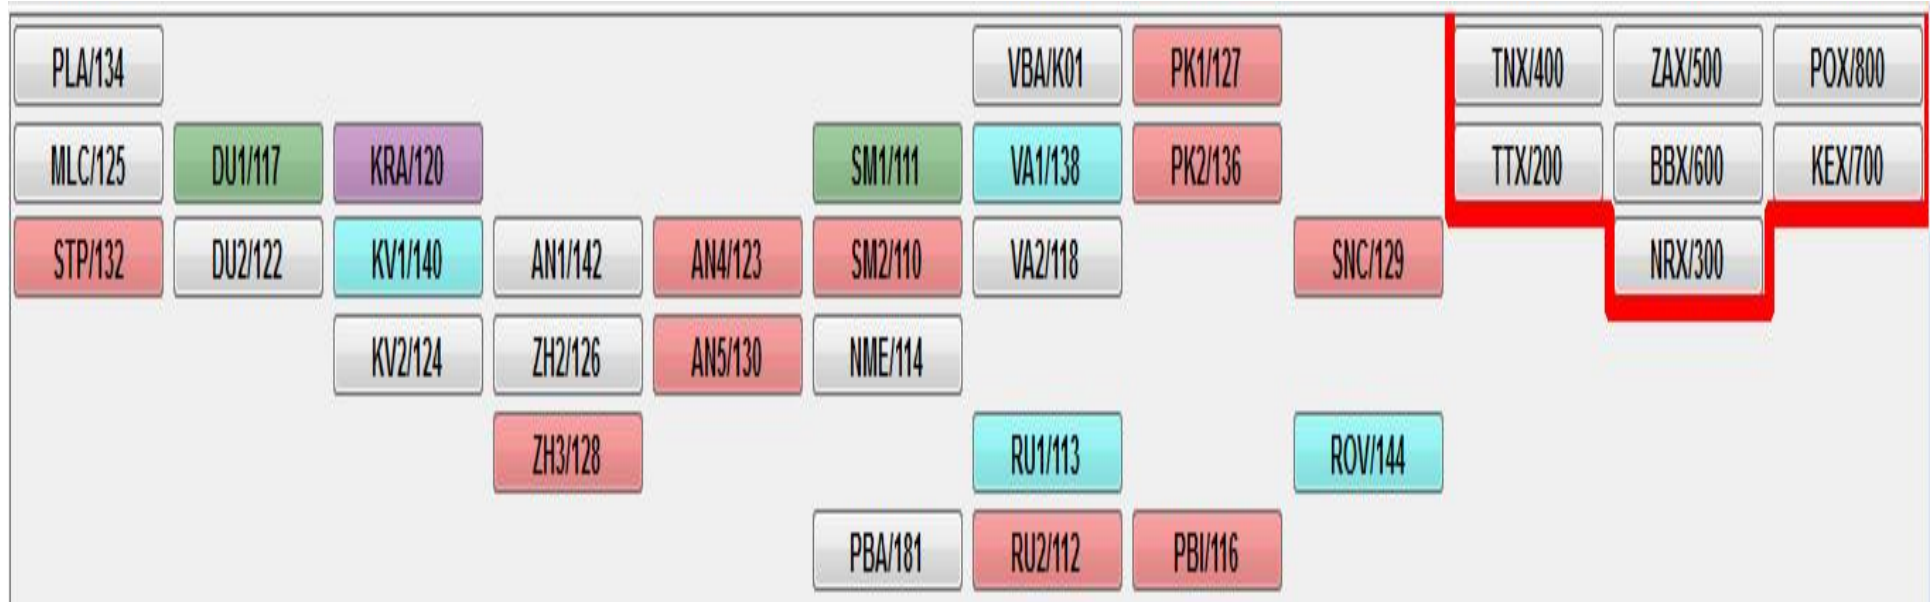 PLA/134 VBA/K01 PK1/127 TNX/400 ZAX/500 POX/800
MLC/125 DU1/117 KRA/120 SM1/111 VA1/138 PK2/136 TTX/200 BBX/600 KEX/700
STP/132 DU2/122 KV1/140 AN1/142 AN4/123 SM2/110 VA2/118 SNC/129 NRX/300
KV2/124 ZH2/126 AN5/130 NME/114
ZH3/128 RU1/113 ROV/144
PBA/181 RU2/112 PBI/116